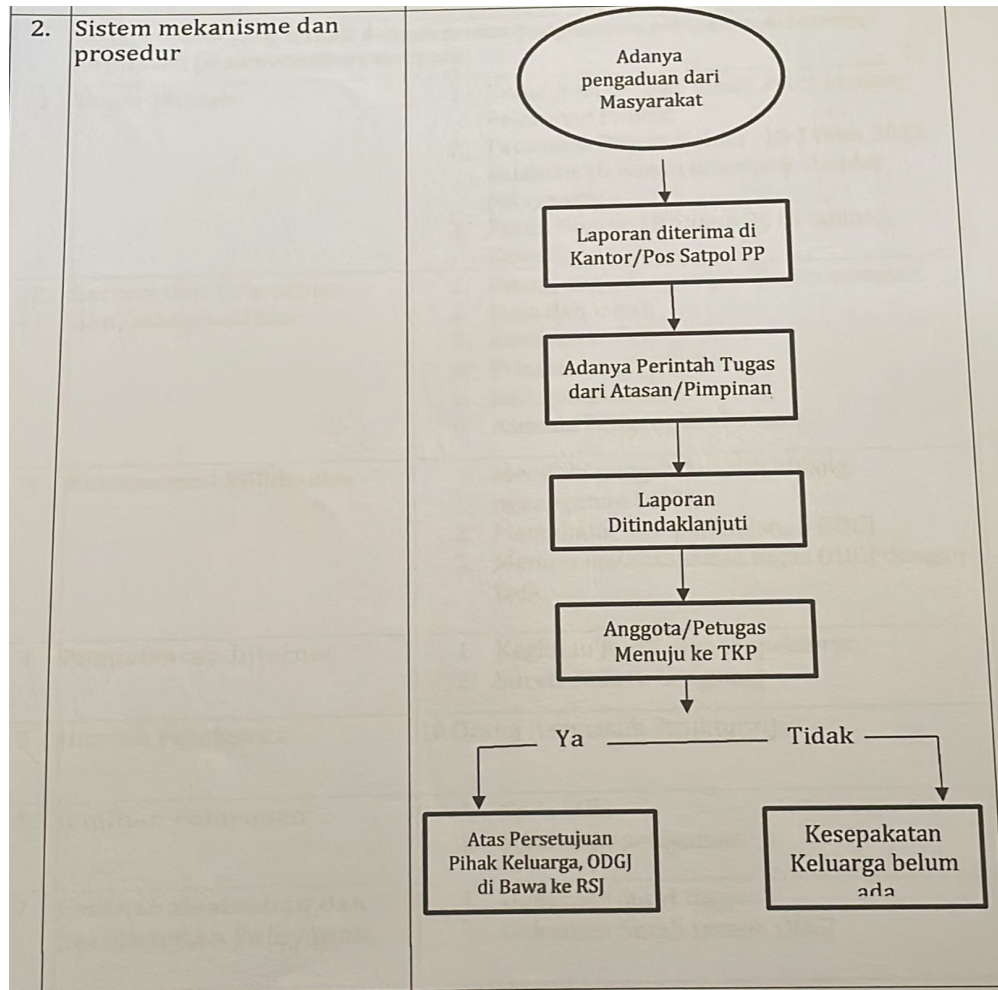 2. Sistem mekanisme dan
prosedur
Adanya
pengaduan dari
Masyarakat
Laporan diterima di
Kantor/Pos Satpol PP
Adanya Perintah Tugas
dari Atasan/Pimpinan
Laporan
Ditindaklanjuti
Anggota/Petugas
Menuju ke TKP
Ya
Tidak
Atas Persetujuan
Pihak Keluarga, ODGJ
di Bawa ke RSJ
Kesepakatan
Keluarga belum
ada